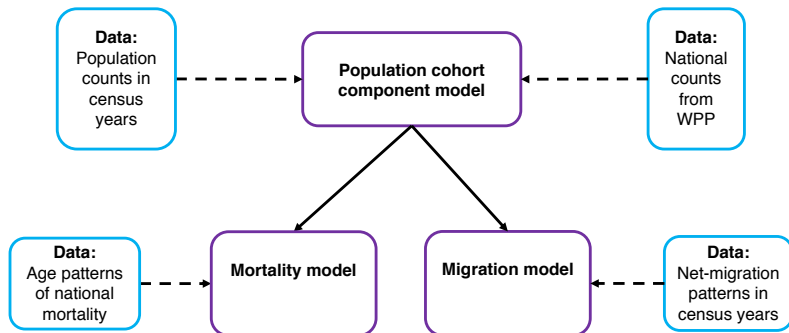 Data:
Population
counts in
census
years
Population cohort
component model
Data:
National
counts
from
WPP
Data:
Age patterns
of national
mortality
Mortality model
Migration model
Data:
Net-migration
patterns in
census years